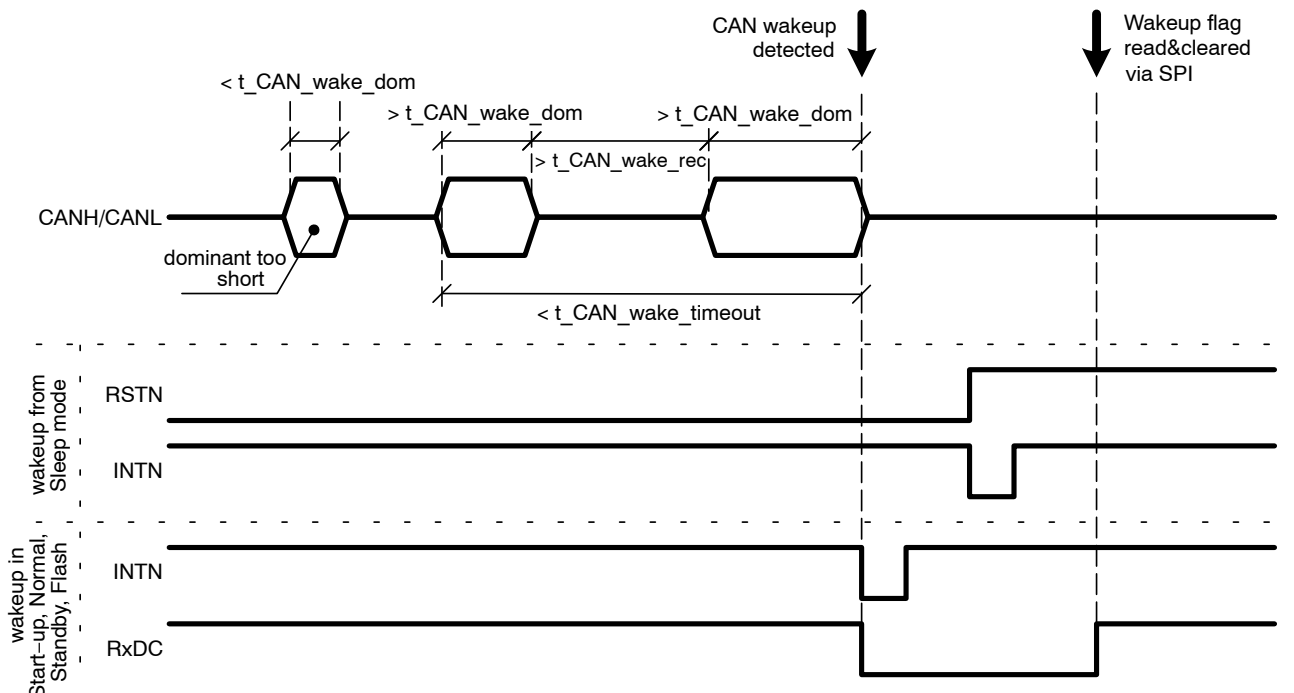 CAN wakeup
detected
Wakeup flag
read&cleared
via SPI
< t_CAN_wake_dom
> t_CAN_wake_dom
> t_CAN_wake_dom
> t_CAN_wake_rec
CANH/CANL
dominant too
short
< t_CAN_wake_timeout
wakeup from
Sleep mode
RSTN
INTN
wakeup in
Start−up, Normal,
Standby, Flash
INTN
RxDC